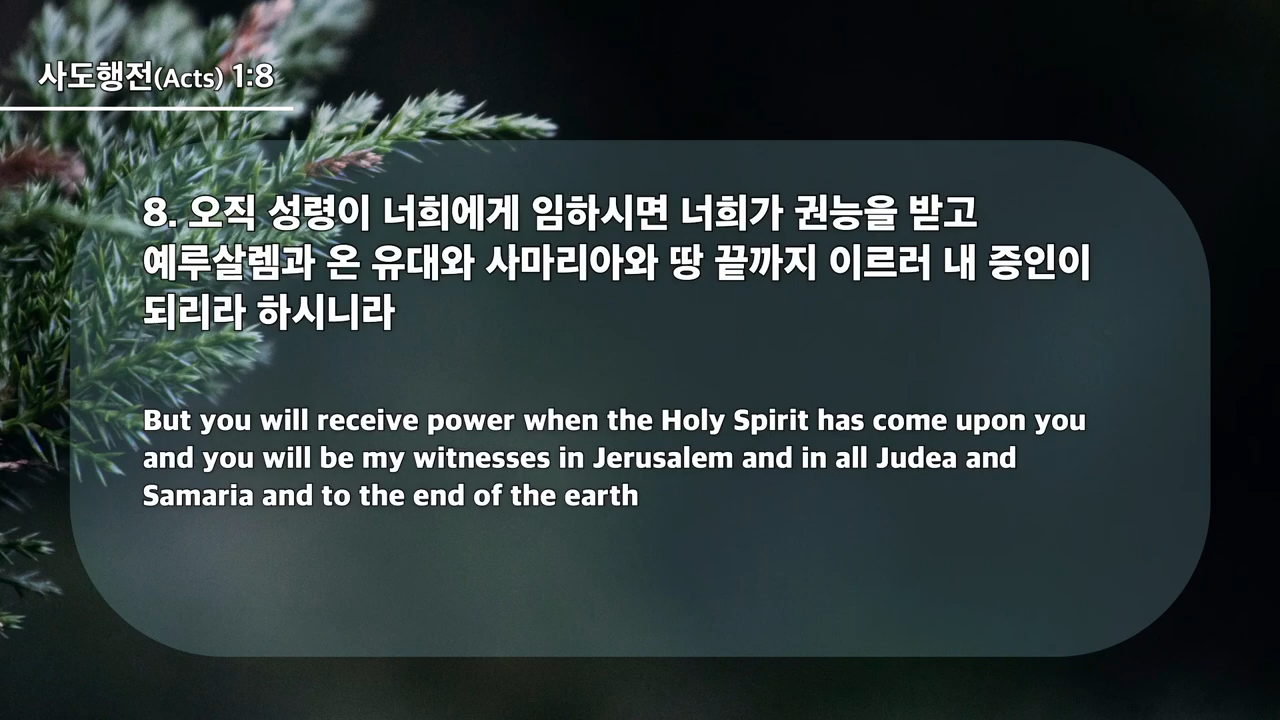 사도행전(Acts) 1:8
8. 오직 성령이 너희에게 임하시면 너희가 권능을 받고
예루살렘과 온 유대와 사마리아와 땅 끝까지 이르러 내 증인이
되리라 하시니라
But you will receive power when the Holy Spirit has come upon you
and you will be my witnesses in Jerusalem and in all Judea and
Samaria and to the end of the earth